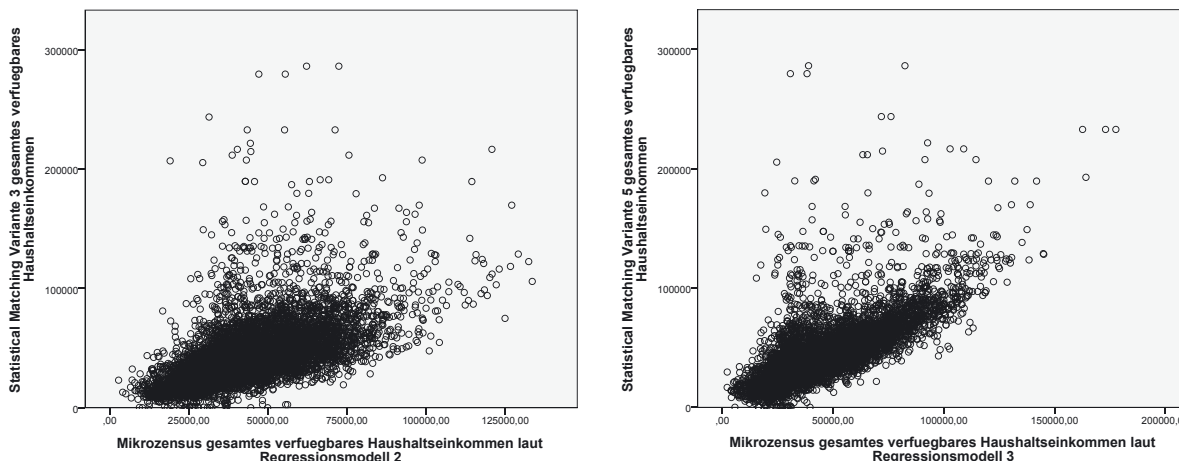 Statistical Matching Variante 3 gesamtes verfuegbares
Haushaltseinkommen
300000
200000
100000
0
,00
25000,00
50000,00
75000,00
100000,00
125000,00
Mikrozensus gesamtes verfuegbares Haushaltseinkommen laut
Regressionsmodell 2
Statistical Matching Variante 5 gesamtes verfuegbares
Haushaltseinkommen
300000
200000
100000
0
,00
50000,00
100000,00
150000,00
200000,0
Mikrozensus gesamtes verfuegbares Haushaltseinkommen laut
Regressionsmodell 3